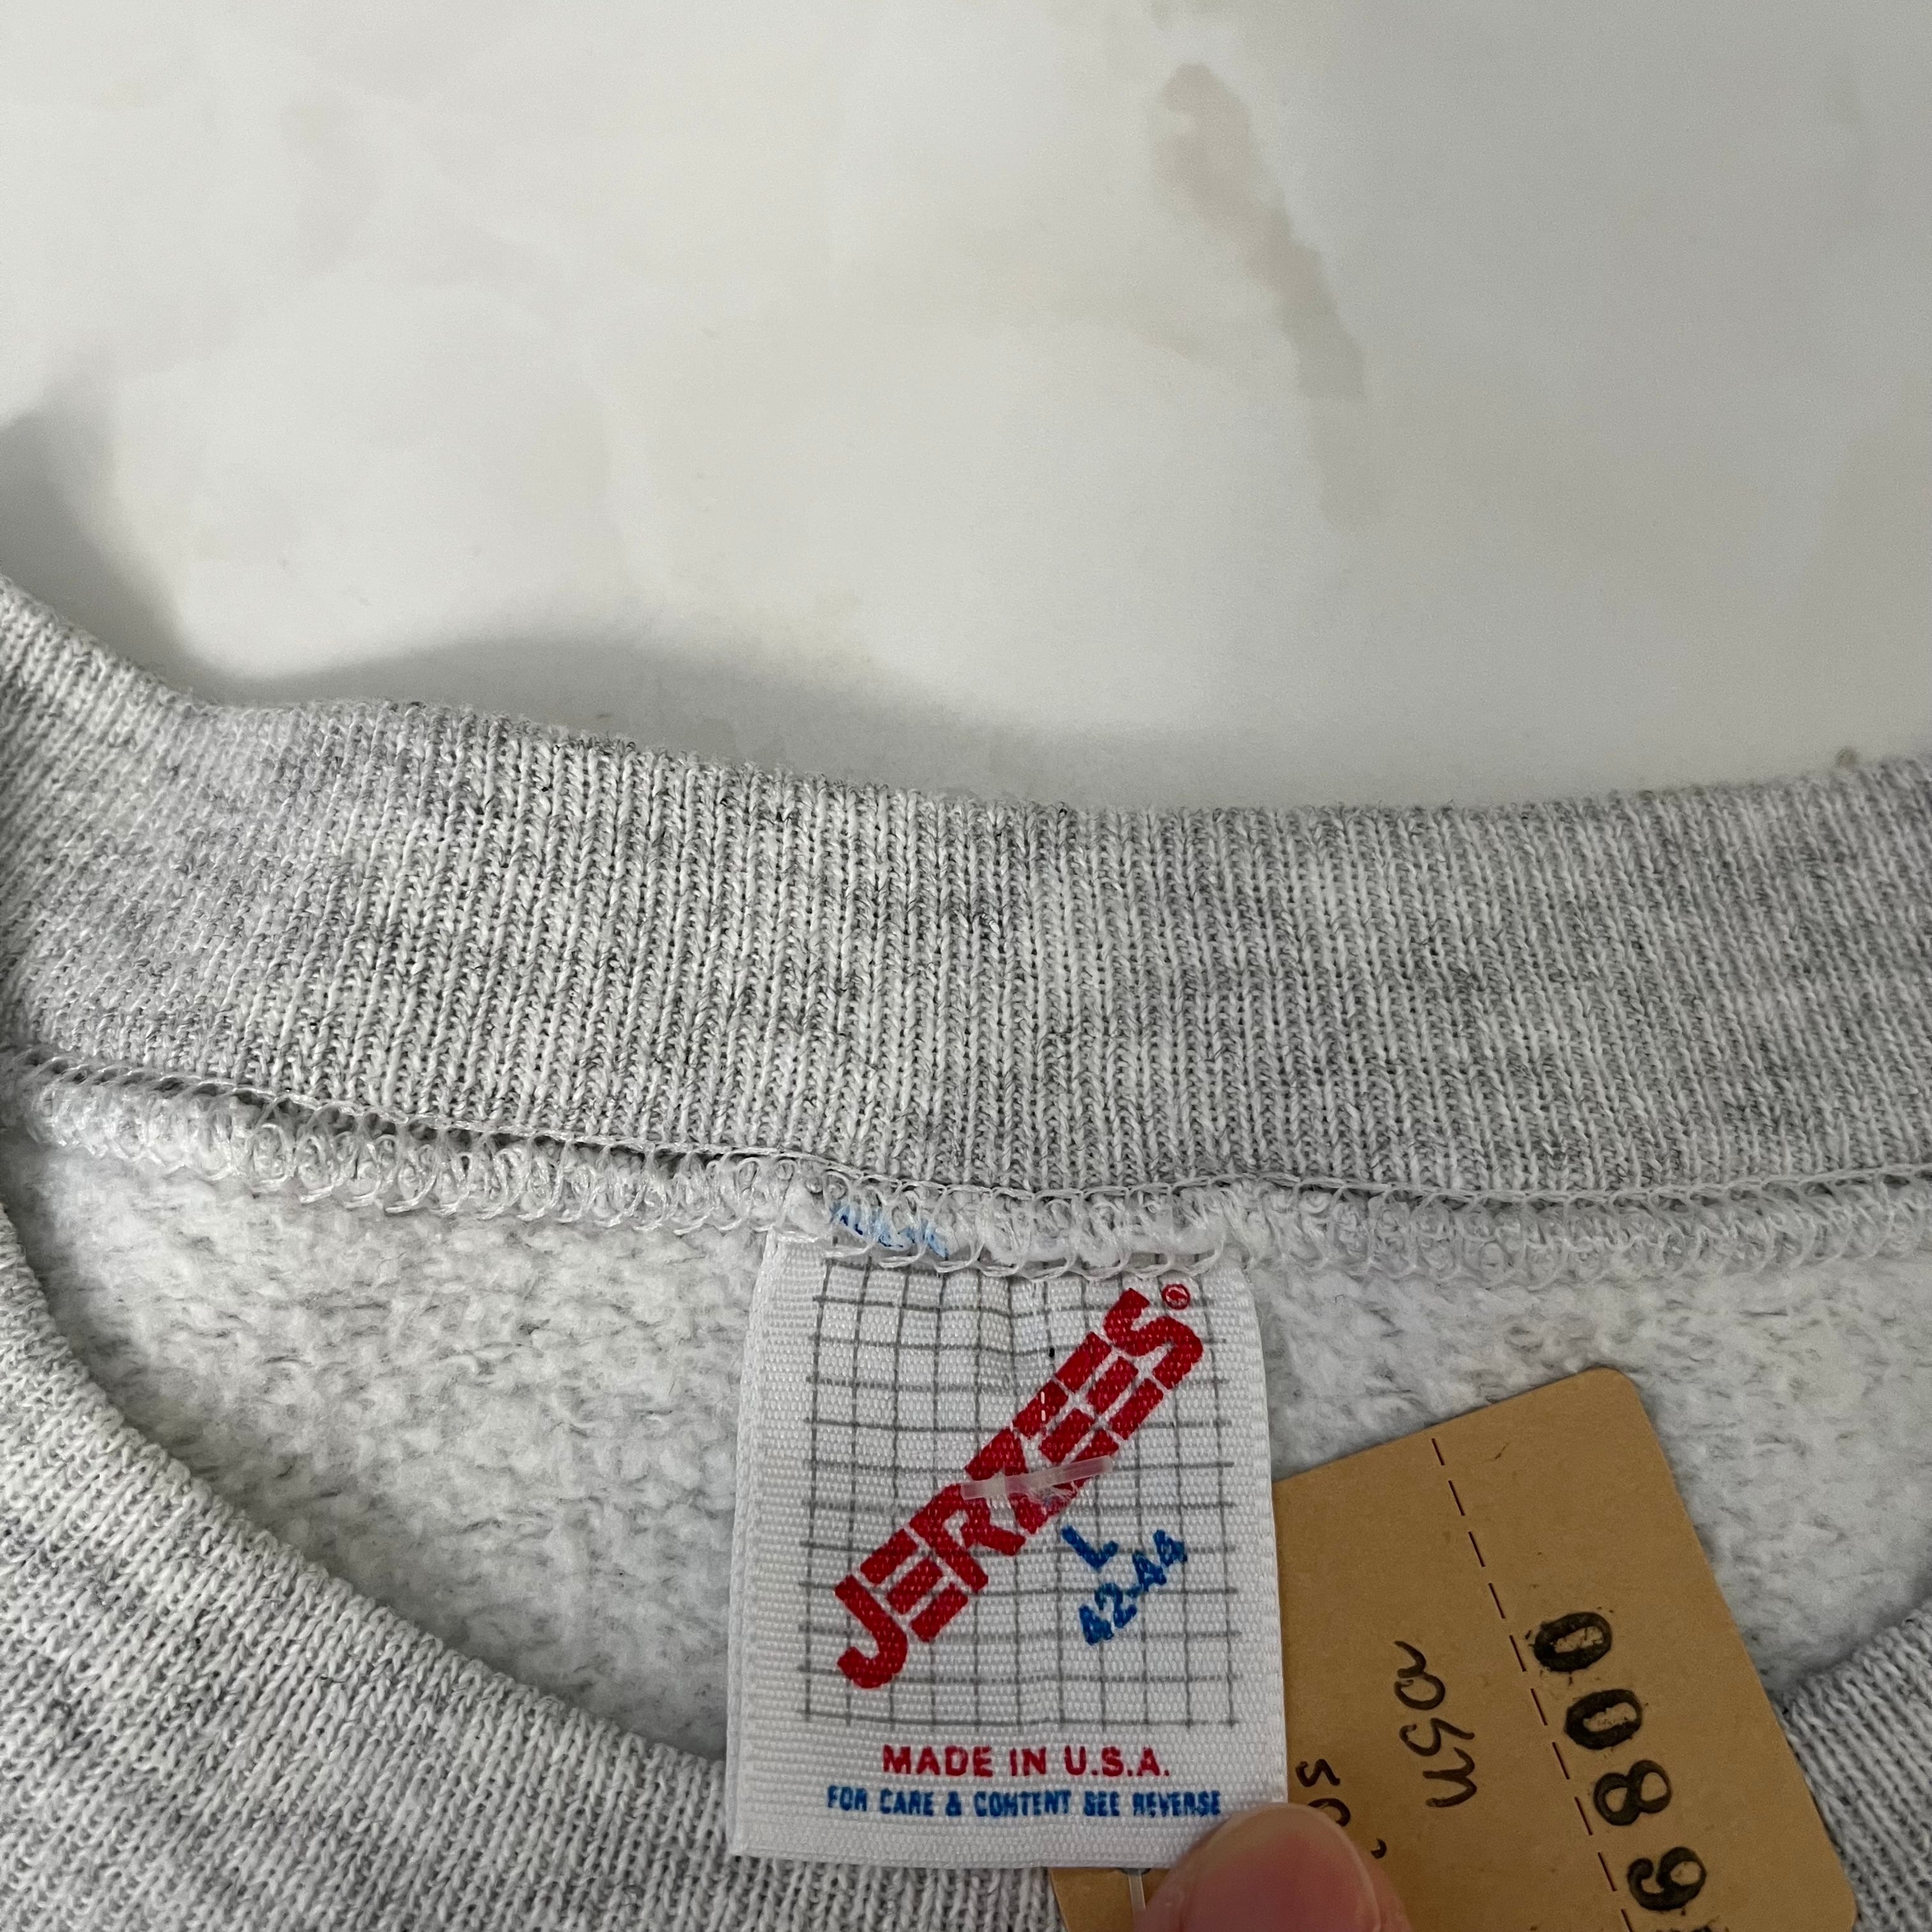 JERZEES®
L
42-44
MADE IN U.S.A.
FOR CARE & CONTENT SEE REVERSE
usa
6800